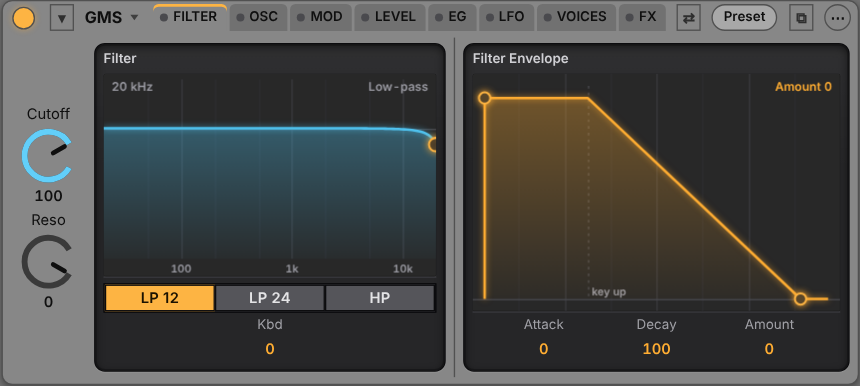 GMS FILTER OSC MOD LEVEL EG LFO VOICES FX Preset
Filter
20 kHz Low-pass
100 1k 10k
LP 12 LP 24 HP
Kbd
0
Cutoff
100
Reso
0
Filter Envelope
Amount 0
key up
Attack Decay Amount
0 100 0